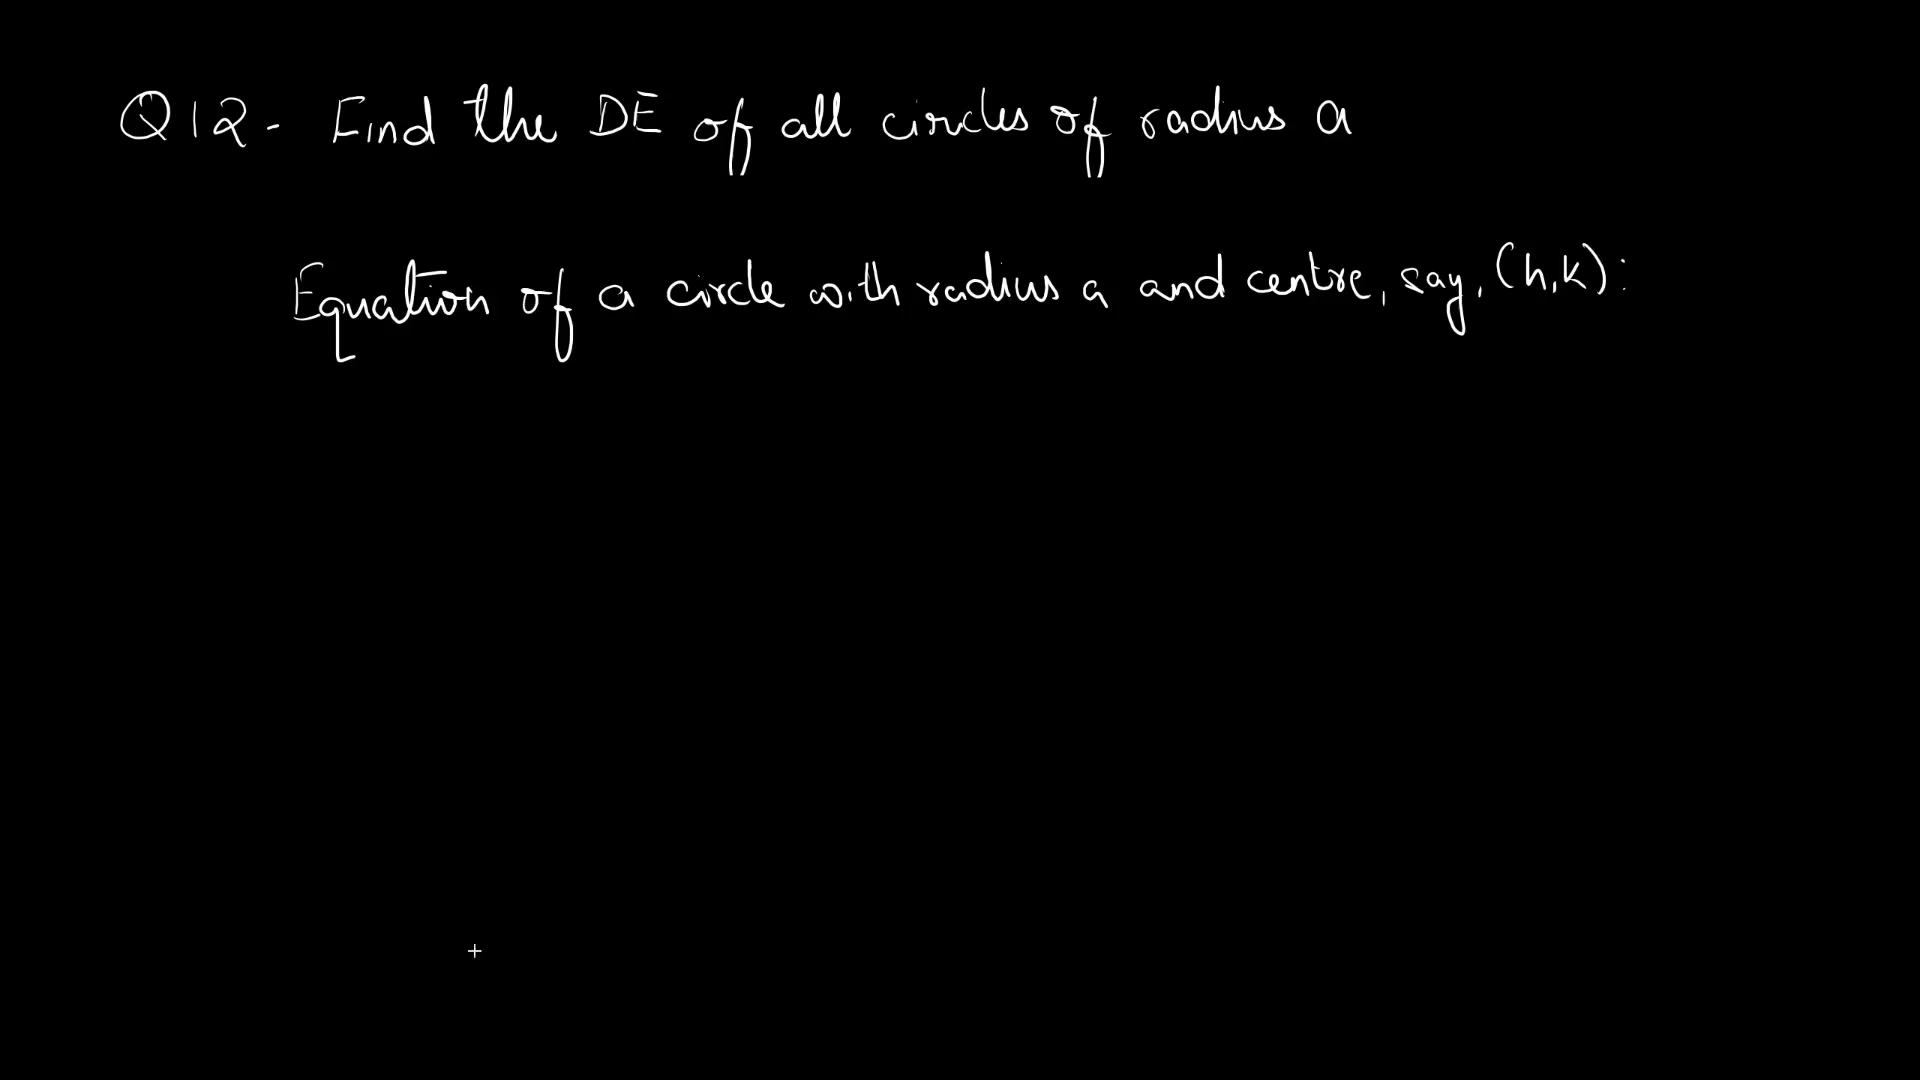 Q12- Find the DE of all circles of radius a
Equation of a circle with radius a and centre, say, (h,k):